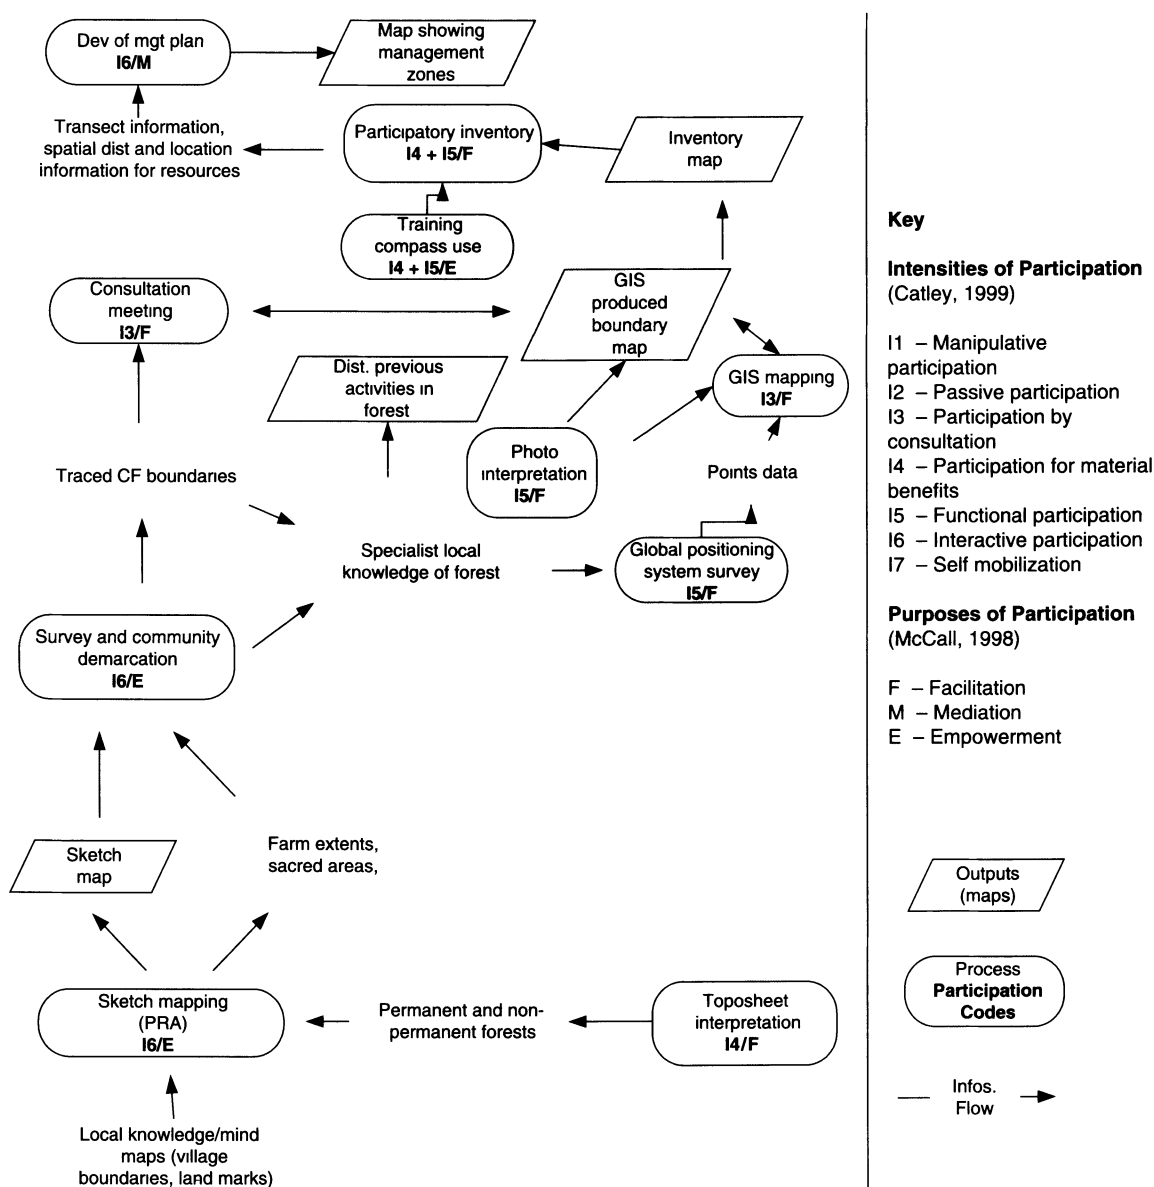 Dev of mgt plan
I6/M
Map showing
management
zones
Transect information,
spatial dist and location
information for resources
Participatory inventory
I4 + I5/F
Inventory
map
Training
compass use
I4 + I5/E
Consultation
meeting
I3/F
GIS
produced
boundary
map
Dist. previous
activities in
forest
GIS mapping
I3/F
Photo
interpretation
I5/F
Traced CF boundaries
Points data
Specialist local
knowledge of forest
Global positioning
system survey
I5/F
Survey and community
demarcation
I6/E
Sketch
map
Farm extents,
sacred areas,
Sketch mapping
(PRA)
I6/E
Permanent and non-
permanent forests
Toposheet
interpretation
I4/F
Local knowledge/mind
maps (village
boundaries, land marks)
Key
Intensities of Participation
(Catley, 1999)
I1 – Manipulative
participation
I2 – Passive participation
I3 – Participation by
consultation
I4 – Participation for material
benefits
I5 – Functional participation
I6 – Interactive participation
I7 – Self mobilization
Purposes of Participation
(McCall, 1998)
F – Facilitation
M – Mediation
E – Empowerment
Outputs
(maps)
Process
Participation
Codes
Infos.
Flow